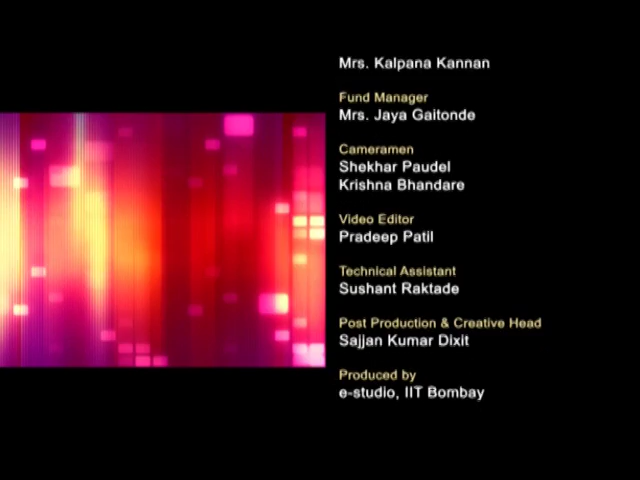 Mrs. Kalpana Kannan
Fund Manager
Mrs. Jaya Gaitonde
Cameramen
Shekhar Paudel
Krishna Bhandare
Video Editor
Pradeep Patil
Technical Assistant
Sushant Raktade
Post Production & Creative Head
Sajjan Kumar Dixit
Produced by
e-studio, IIT Bombay